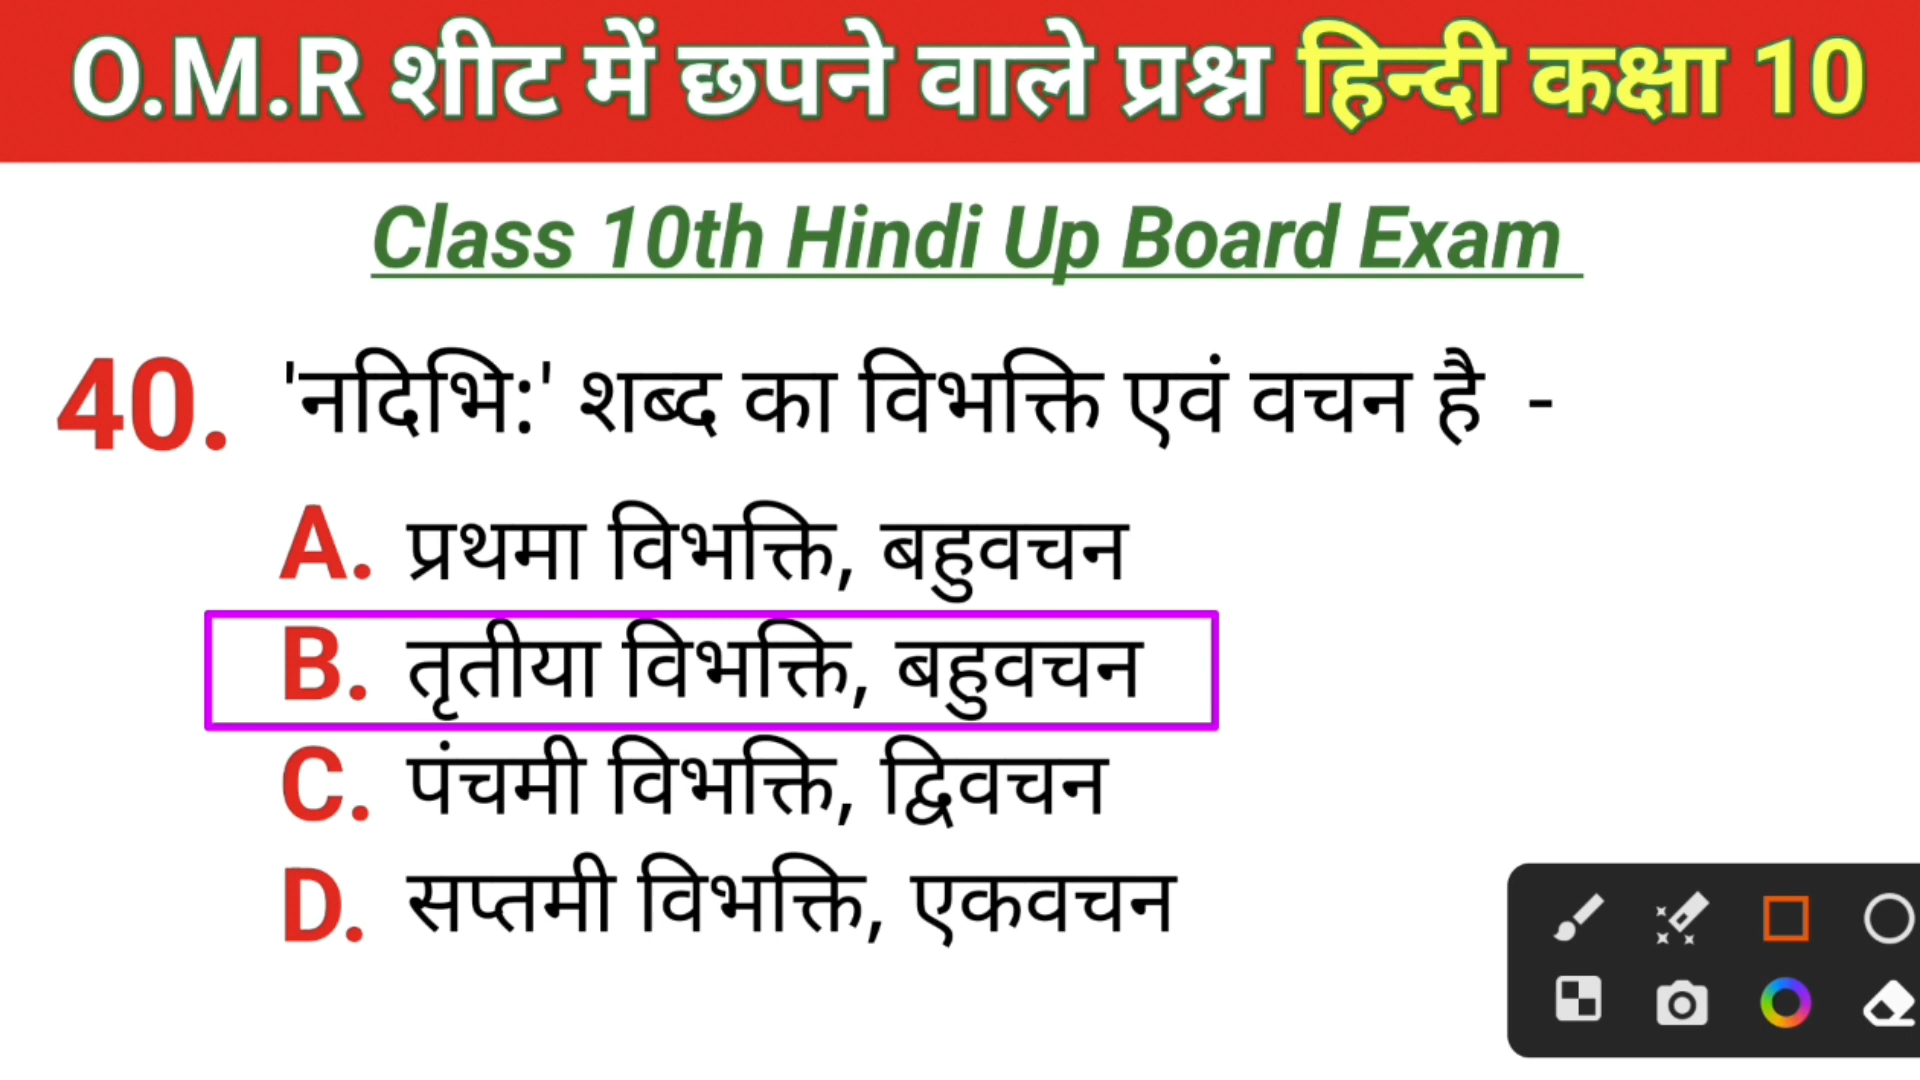 O.M.R शीट में छपने वाले प्रश्न हिन्दी कक्षा 10
Class 10th Hindi Up Board Exam
40. 'नदिभि:' शब्द का विभक्ति एवं वचन है -
A. प्रथमा विभक्ति, बहुवचन
B. तृतीया विभक्ति, बहुवचन
C. पंचमी विभक्ति, द्विवचन
D. सप्तमी विभक्ति, एकवचन